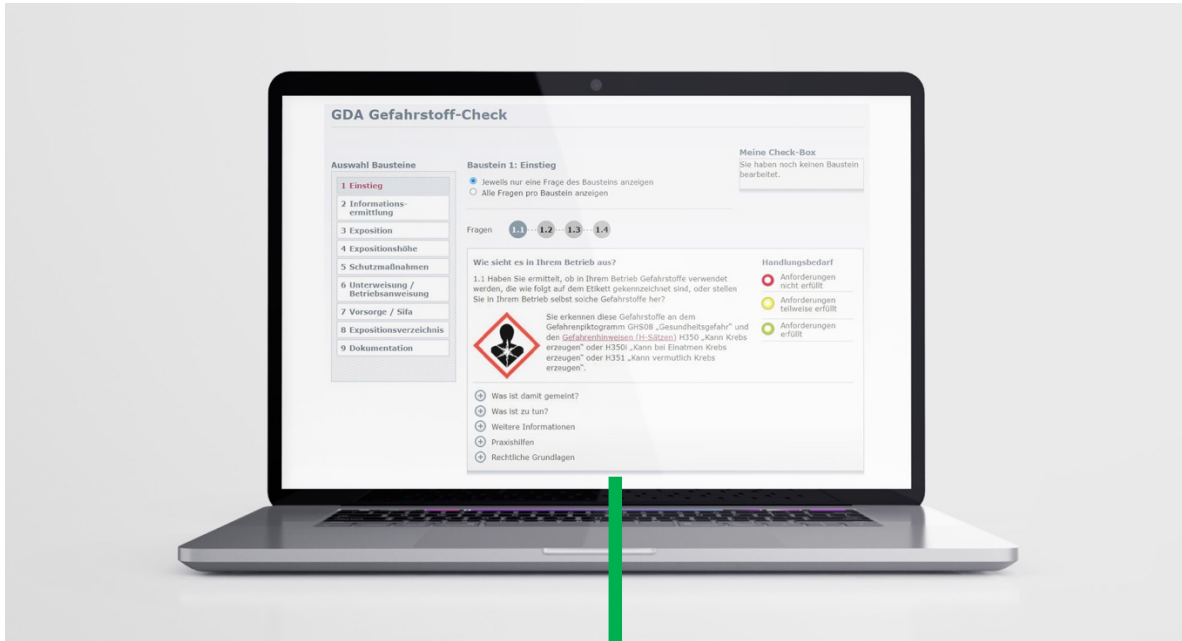 GDA Gefahrstoff-Check
Auswahl Bausteine
1 Einstieg
2 Informations-
ermittlung
3 Exposition
4 Expositionshöhe
5 Schutzmaßnahmen
6 Unterweisung /
Betriebsanweisung
7 Vorsorge / Sifa
8 Expositionsverzeichnis
9 Dokumentation
Baustein 1: Einstieg
Jeweils nur eine Frage des Bausteins anzeigen
Alle Fragen pro Baustein anzeigen
Meine Check-Box
Sie haben noch keinen Baustein
bearbeitet.
Fragen 1.1 1.2 1.3 1.4
Wie sieht es in Ihrem Betrieb aus?
1.1 Haben Sie ermittelt, ob in Ihrem Betrieb Gefahrstoffe verwendet
werden, die wie folgt auf dem Etikett gekennzeichnet sind, oder stellen
Sie in Ihrem Betrieb selbst solche Gefahrstoffe her?
Sie erkennen diese Gefahrstoffe an dem
Gefahrenpiktogramm GHS08 „Gesundheitsgefahr" und
den Gefahrenhinweisen (H-Sätzen) H350 „Kann Krebs
erzeugen" oder H350i „Kann bei Einatmen Krebs
erzeugen" oder H351 „Kann vermutlich Krebs
erzeugen".
Handlungsbedarf
Anforderungen
nicht erfüllt
Anforderungen
teilweise erfüllt
Anforderungen
erfüllt
Was ist damit gemeint?
Was ist zu tun?
Weitere Informationen
Praxishilfen
Rechtliche Grundlagen